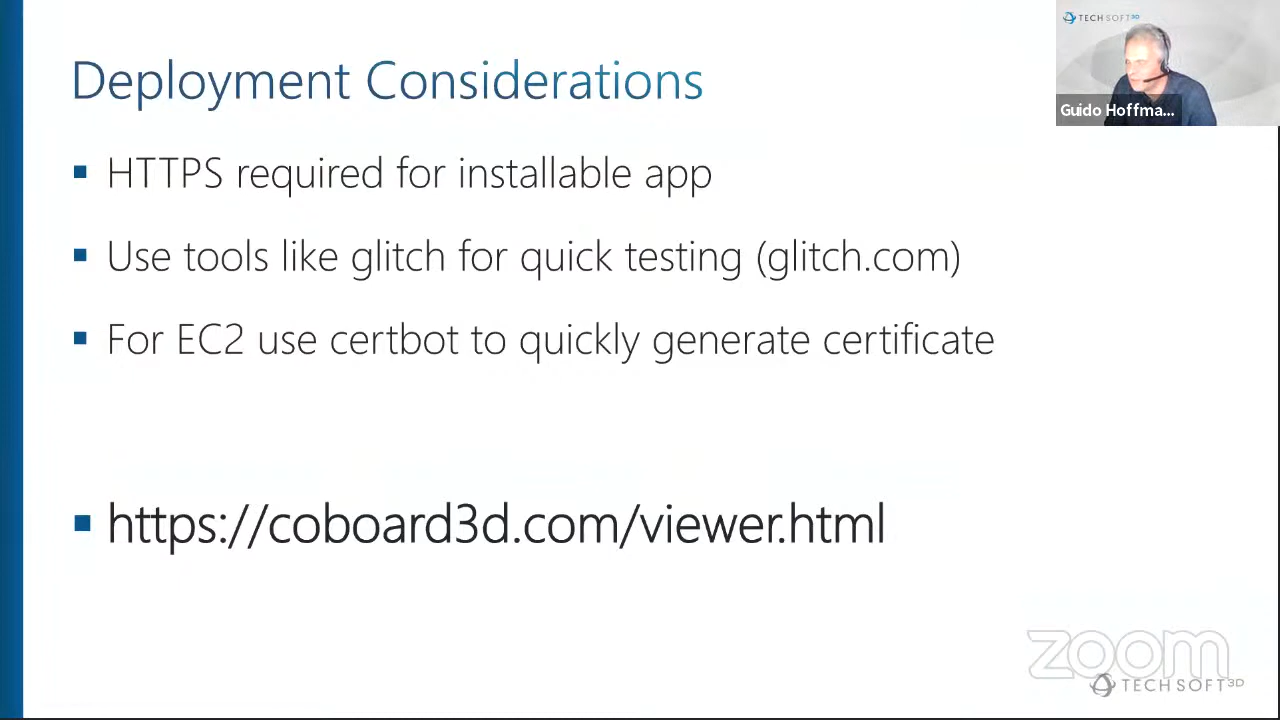 TECH SOFT 3D
Guido Hoffma...
Deployment Considerations
HTTPS required for installable app
Use tools like glitch for quick testing (glitch.com)
For EC2 use certbot to quickly generate certificate
https://coboard3d.com/viewer.html
zoom
TECH SOFT 3D